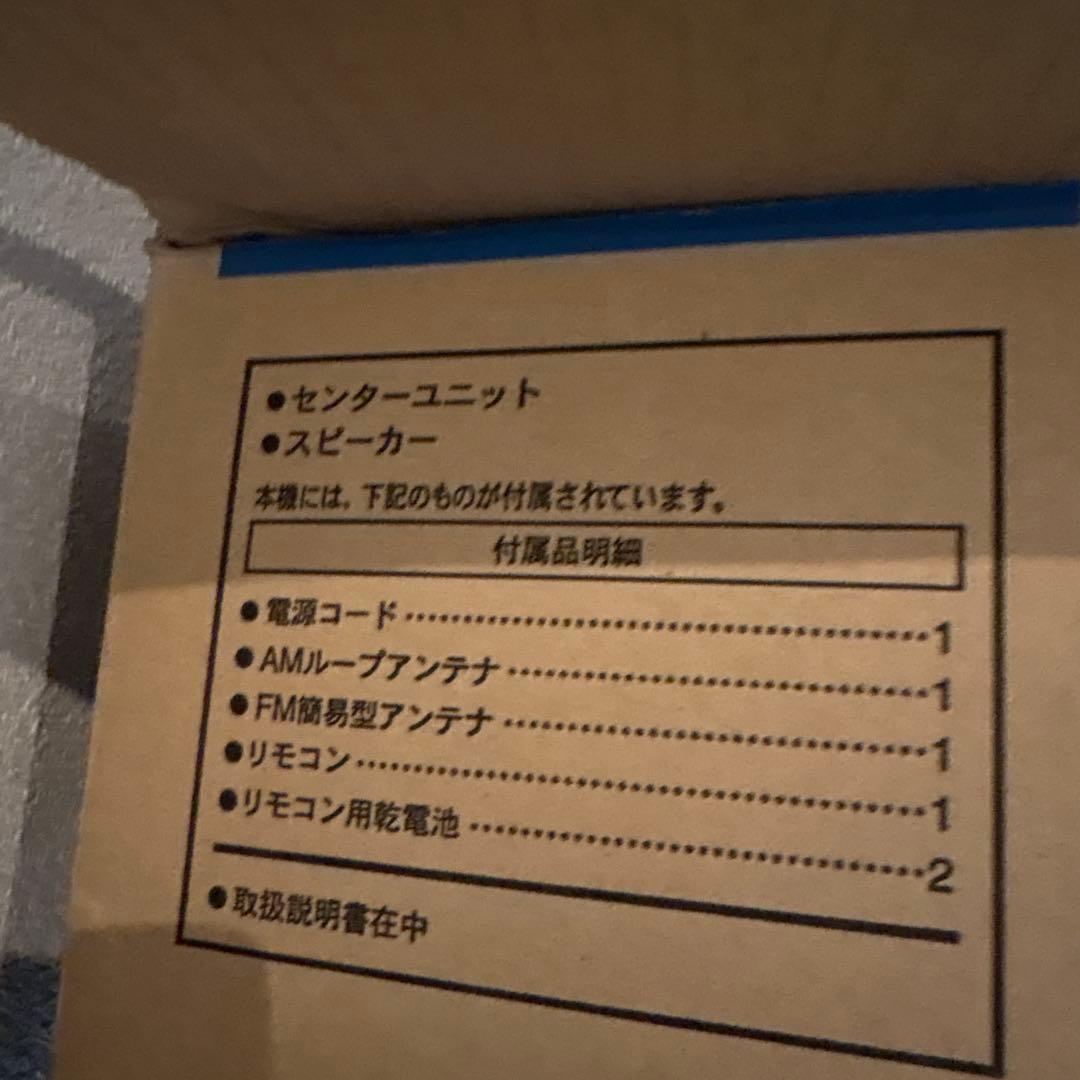 ●センターユニット
●スピーカー
本機には,下記のものが付属されています。
付属品明細
●電源コード……………………………………1
●AMループアンテナ……………………………1
●FM簡易型アンテナ……………………………1
●リモコン………………………………………1
●リモコン用乾電池……………………………2
●取扱説明書在中